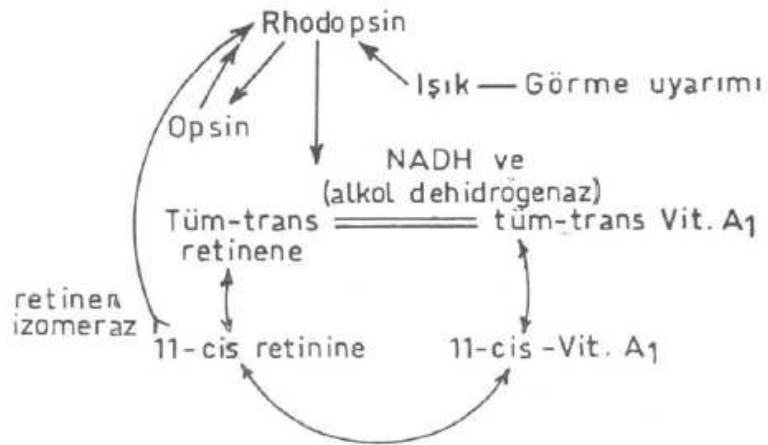 Rhodopsin
Işık — Görme uyarımı
Opsin
NADH ve
(alkol dehidrogenaz)
Tüm-trans
retinene
tüm-trans Vit. A1
retinen
izomeraz
11-cis retinine
11-cis -Vit. A1